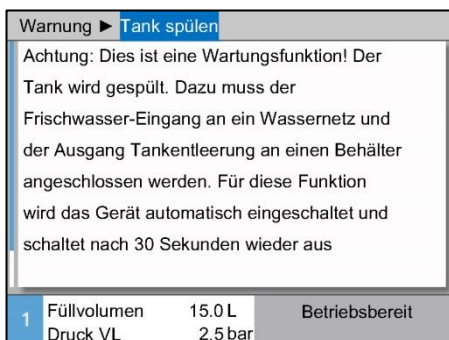 Warnung ► Tank spülen
Achtung: Dies ist eine Wartungsfunktion! Der
Tank wird gespült. Dazu muss der
Frischwasser-Eingang an ein Wassernetz und
der Ausgang Tankentleerung an einen Behälter
angeschlossen werden. Für diese Funktion
wird das Gerät automatisch eingeschaltet und
schaltet nach 30 Sekunden wieder aus
1 Füllvolumen 15.0 L Betriebsbereit
Druck VL 2.5 bar